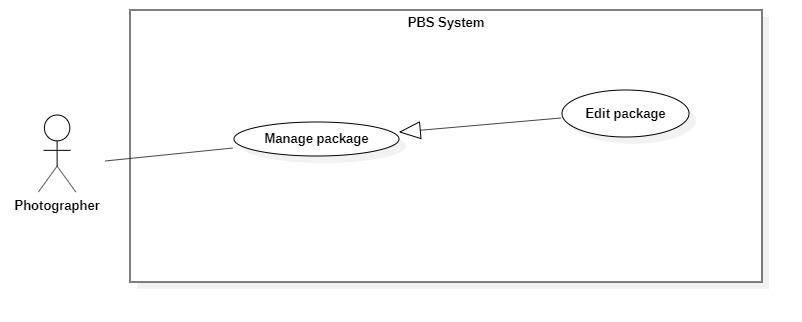 PBS System
Edit package
Manage package
Photographer